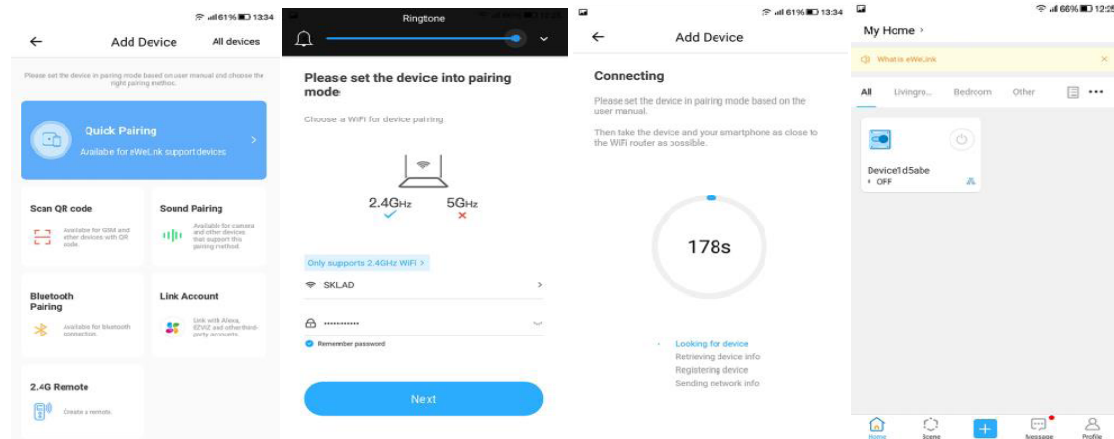 61% 13:34
Add Device All devices
Please set the device in pairing mode based on user manual and choose the
right pairing method.
Quick Pairing
Available for eWeLink support devices
Scan QR code
Available for GSM and
other devices with QR
code.
Sound Pairing
Available for camera
and other devices
that support this
pairing method.
Bluetooth
Pairing
Available for bluetooth
connection.
Link Account
Link with Alexa,
EZVIZ and other third-
party accounts.
2.4G Remote
Create a remote.
Ringtone
Please set the device into pairing
mode
Choose a WiFi for device pairing
2.4GHz 5GHz
Only supports 2.4GHz WiFi >
SKLAD
Remember password
Next
61% 13:34
Add Device
Connecting
Please set the device in pairing mode based on the
user manual.
Then take the device and your smartphone as close to
the WiFi router as possible.
178s
Looking for device
Retrieving device info
Registering device
Sending network info
66% 12:25
My Home >
What is eWeLink
All Livingro... Bedroom Other
Device1d5abe
OFF
Home Scene Message Profile